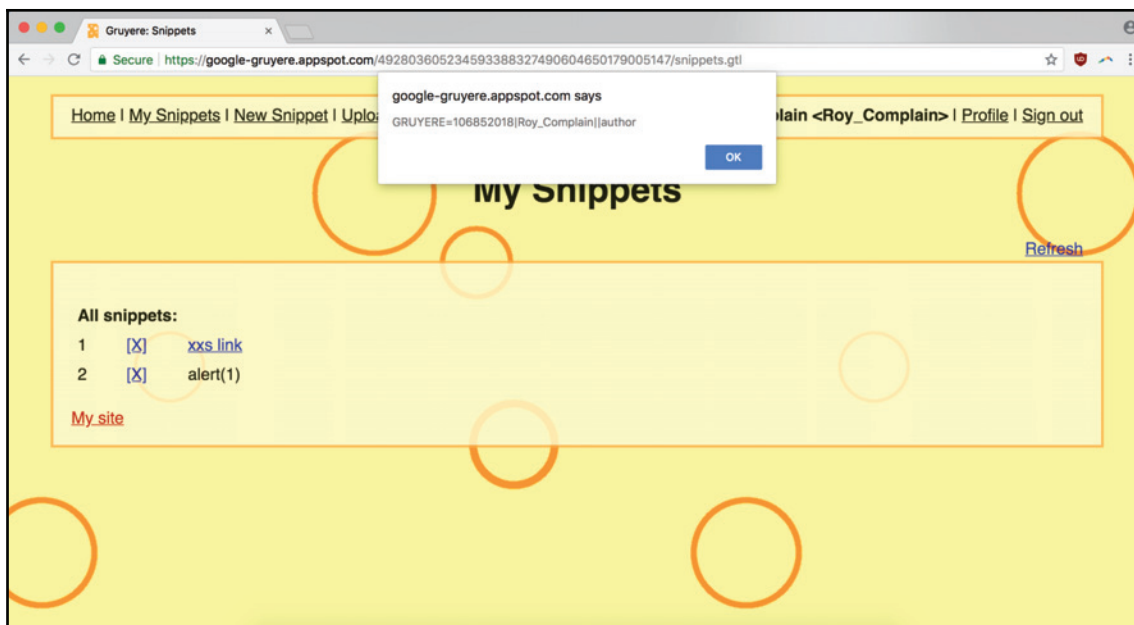 Gruyere: Snippets
Secure https://google-gruyere.appspot.com/492803605234593388327490604650179005147/snippets.gtl
google-gruyere.appspot.com says
GRUYERE=106852018|Roy_Complain||author
OK
Home | My Snippets | New Snippet | <Roy_Complain> | Profile | Sign out
My Snippets
Refresh
All snippets:
1 [X] xxs link
2 [X] alert(1)
My site